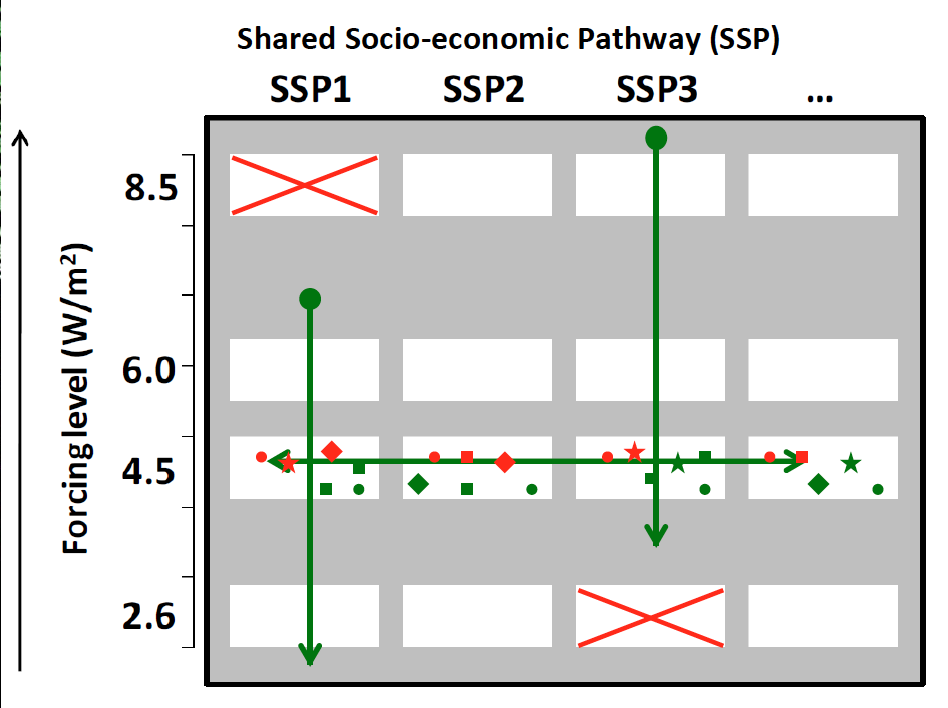 Shared Socio-economic Pathway (SSP)
SSP1 SSP2 SSP3 ...
Forcing level (W/m²)
8.5
6.0
4.5
2.6